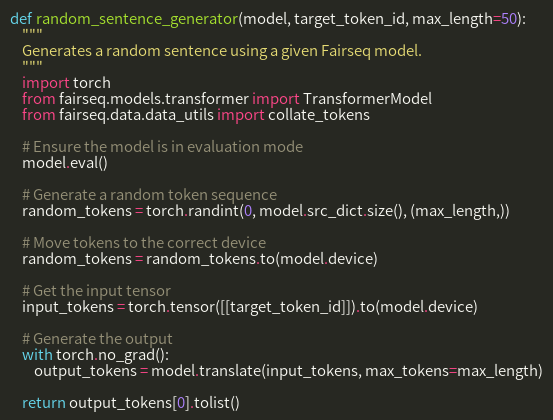 def random_sentence_generator(model, target_token_id, max_length=50):
"""
Generates a random sentence using a given Fairseq model.
"""
import torch
from fairseq.models.transformer import TransformerModel
from fairseq.data.data_utils import collate_tokens
# Ensure the model is in evaluation mode
model.eval()
# Generate a random token sequence
random_tokens = torch.randint(0, model.src_dict.size(), (max_length,))
# Move tokens to the correct device
random_tokens = random_tokens.to(model.device)
# Get the input tensor
input_tokens = torch.tensor([[target_token_id]]).to(model.device)
# Generate the output
with torch.no_grad():
output_tokens = model.translate(input_tokens, max_tokens=max_length)
return output_tokens[0].tolist()